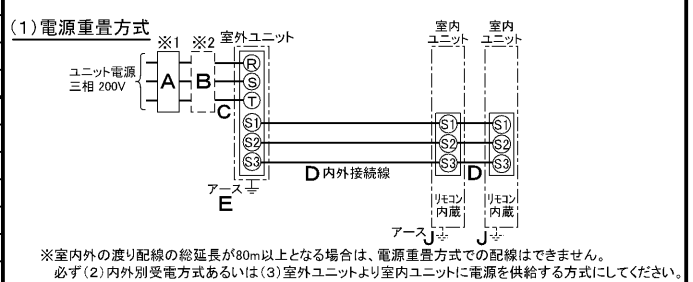 (1)電源重畳方式
※1 ※2 室外ユニット
室内ユニット 室内ユニット
ユニット電源
三相 200V
A B C
R
S
T
S1 S1 S1
S2 S2 S2
S3 S3 S3
D 内外接続線 D
アース
E
リモコン内蔵 リモコン内蔵
アース J J
※室内外の渡り配線の総延長が80m以上となる場合は、電源重畳方式での配線はできません。
必ず(2)内外別受電方式あるいは(3)室外ユニットより室内ユニットに電源を供給する方式にしてください。